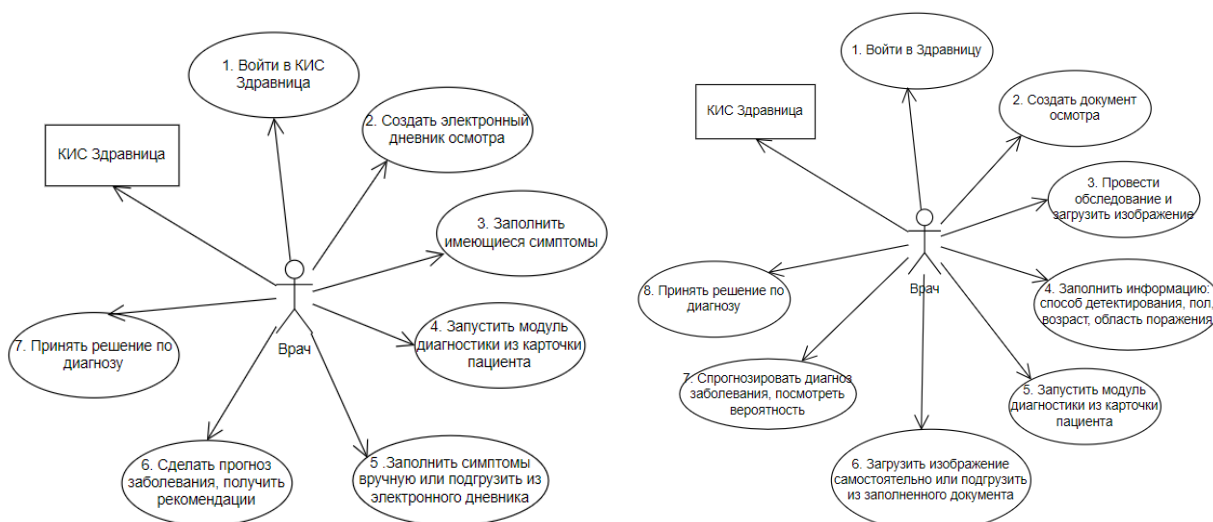 1. Войти в КИС
Здравница
2. Создать электронный
дневник осмотра
КИС Здравница
3. Заполнить
имеющиеся симптомы
4. Запустить модуль
диагностики из карточки
пациента
Врач
7. Принять решение по
диагнозу
6. Сделать прогноз
заболевания, получить
рекомендации
5 .Заполнить симптомы
вручную или подгрузить из
электронного дневника
1. Войти в Здравницу
КИС Здравница
2. Создать документ
осмотра
3. Провести
обследование и
загрузить изображение
Врач
8. Принять решение по
диагнозу
4. Заполнить информацию:
способ детектирования, пол,
возраст, область поражения
7. Спрогнозировать диагноз
заболевания, посмотреть
вероятность
5. Запустить модуль
диагностики из карточки
пациента
6. Загрузить изображение
самостоятельно или подгрузить
из заполненного документа